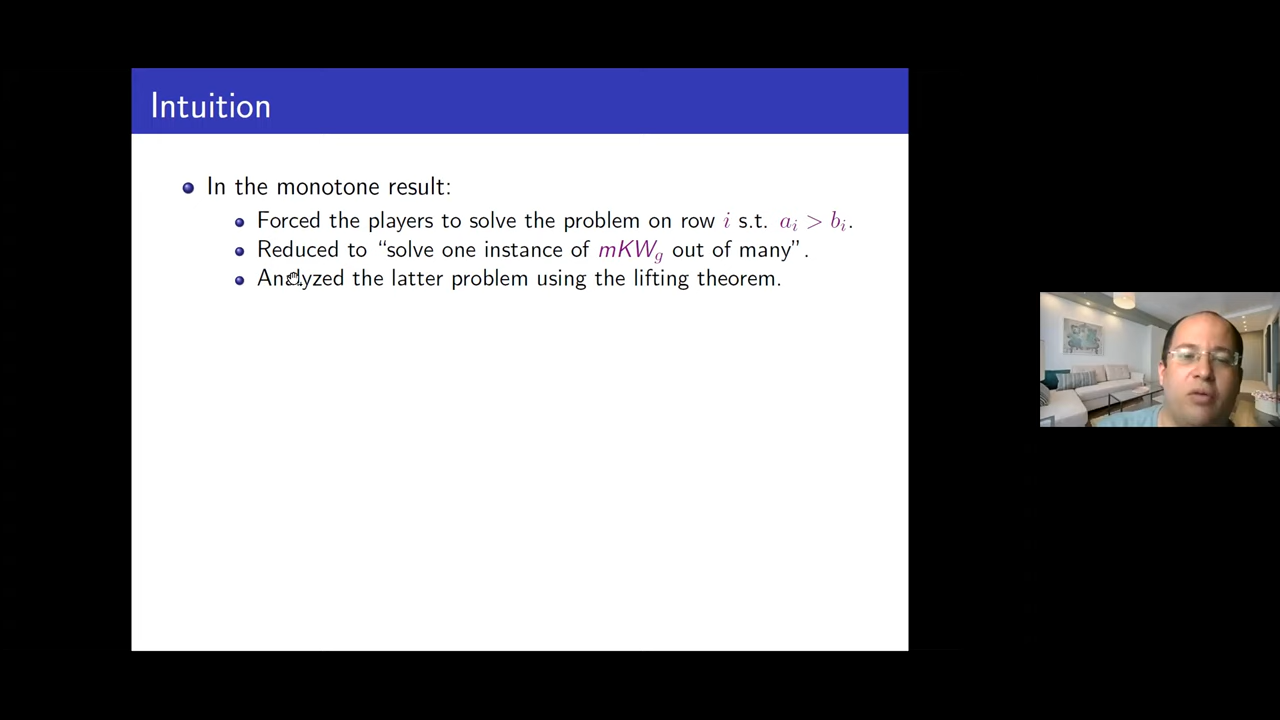 Intuition
In the monotone result:
Forced the players to solve the problem on row i s.t. a_i > b_i.
Reduced to “solve one instance of mKW_g out of many”.
Analyzed the latter problem using the lifting theorem.